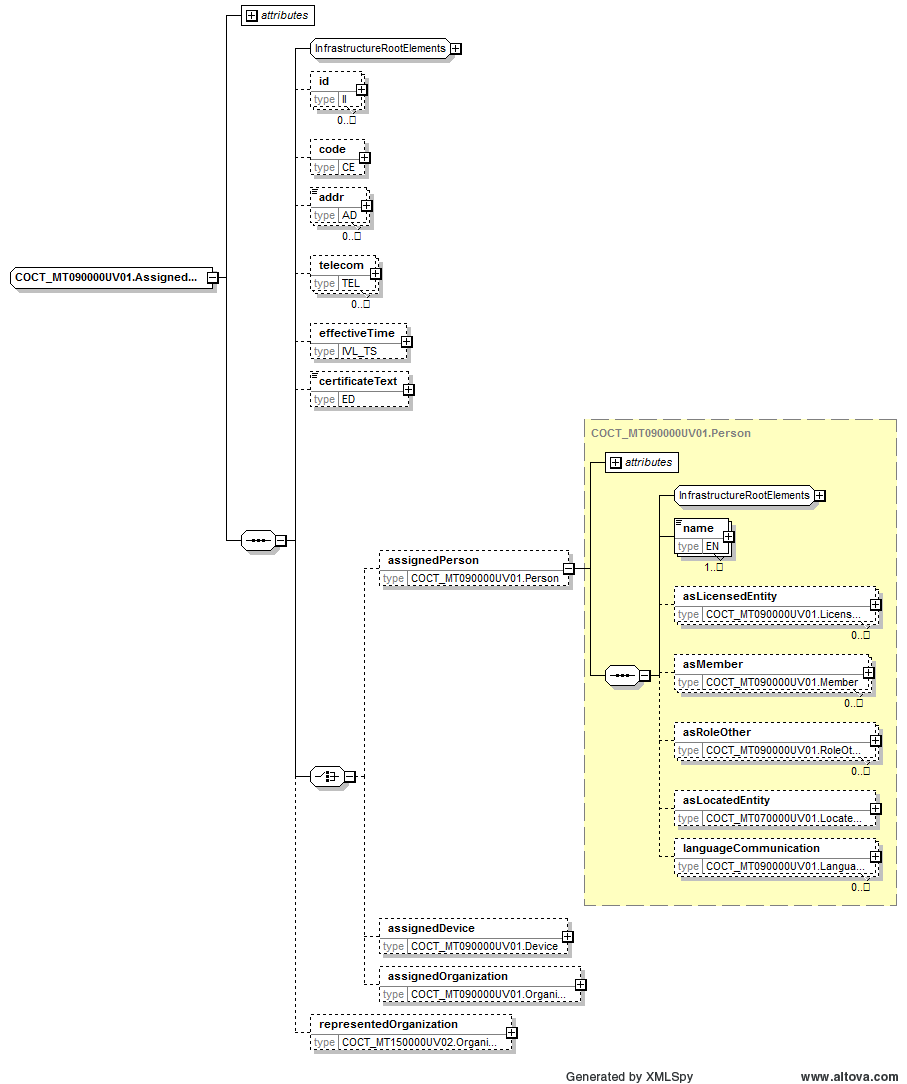 attributes
InfrastructureRootElements
id
type II
0..□
code
type CE
addr
type AD
0..□
telecom
type TEL
0..□
COCT_MT090000UV01.Assigned...
effectiveTime
type IVL_TS
certificateText
type ED
COCT_MT090000UV01.Person
attributes
InfrastructureRootElements
name
type EN
1..□
assignedPerson
type COCT_MT090000UV01.Person
asLicensedEntity
type COCT_MT090000UV01.Licens...
0..□
asMember
type COCT_MT090000UV01.Member
0..□
asRoleOther
type COCT_MT090000UV01.RoleOt...
0..□
asLocatedEntity
type COCT_MT070000UV01.Locate...
languageCommunication
type COCT_MT090000UV01.Langua...
0..□
assignedDevice
type COCT_MT090000UV01.Device
assignedOrganization
type COCT_MT090000UV01.Organi...
representedOrganization
type COCT_MT150000UV02.Organi...
Generated by XMLSpy www.altova.com